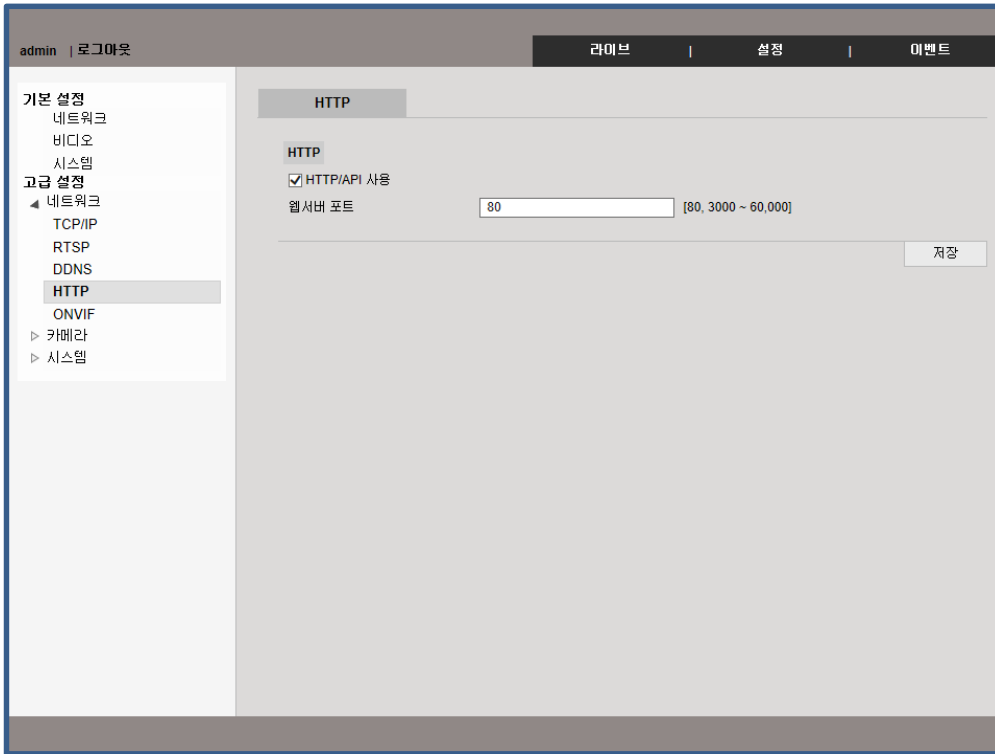 admin | 로그아웃
라이브 | 설정 | 이벤트
기본 설정
네트워크
비디오
시스템
고급 설정
네트워크
TCP/IP
RTSP
DDNS
HTTP
ONVIF
카메라
시스템
HTTP
HTTP
HTTP/API 사용
웹서버 포트 80 [80, 3000 ~ 60,000]
저장